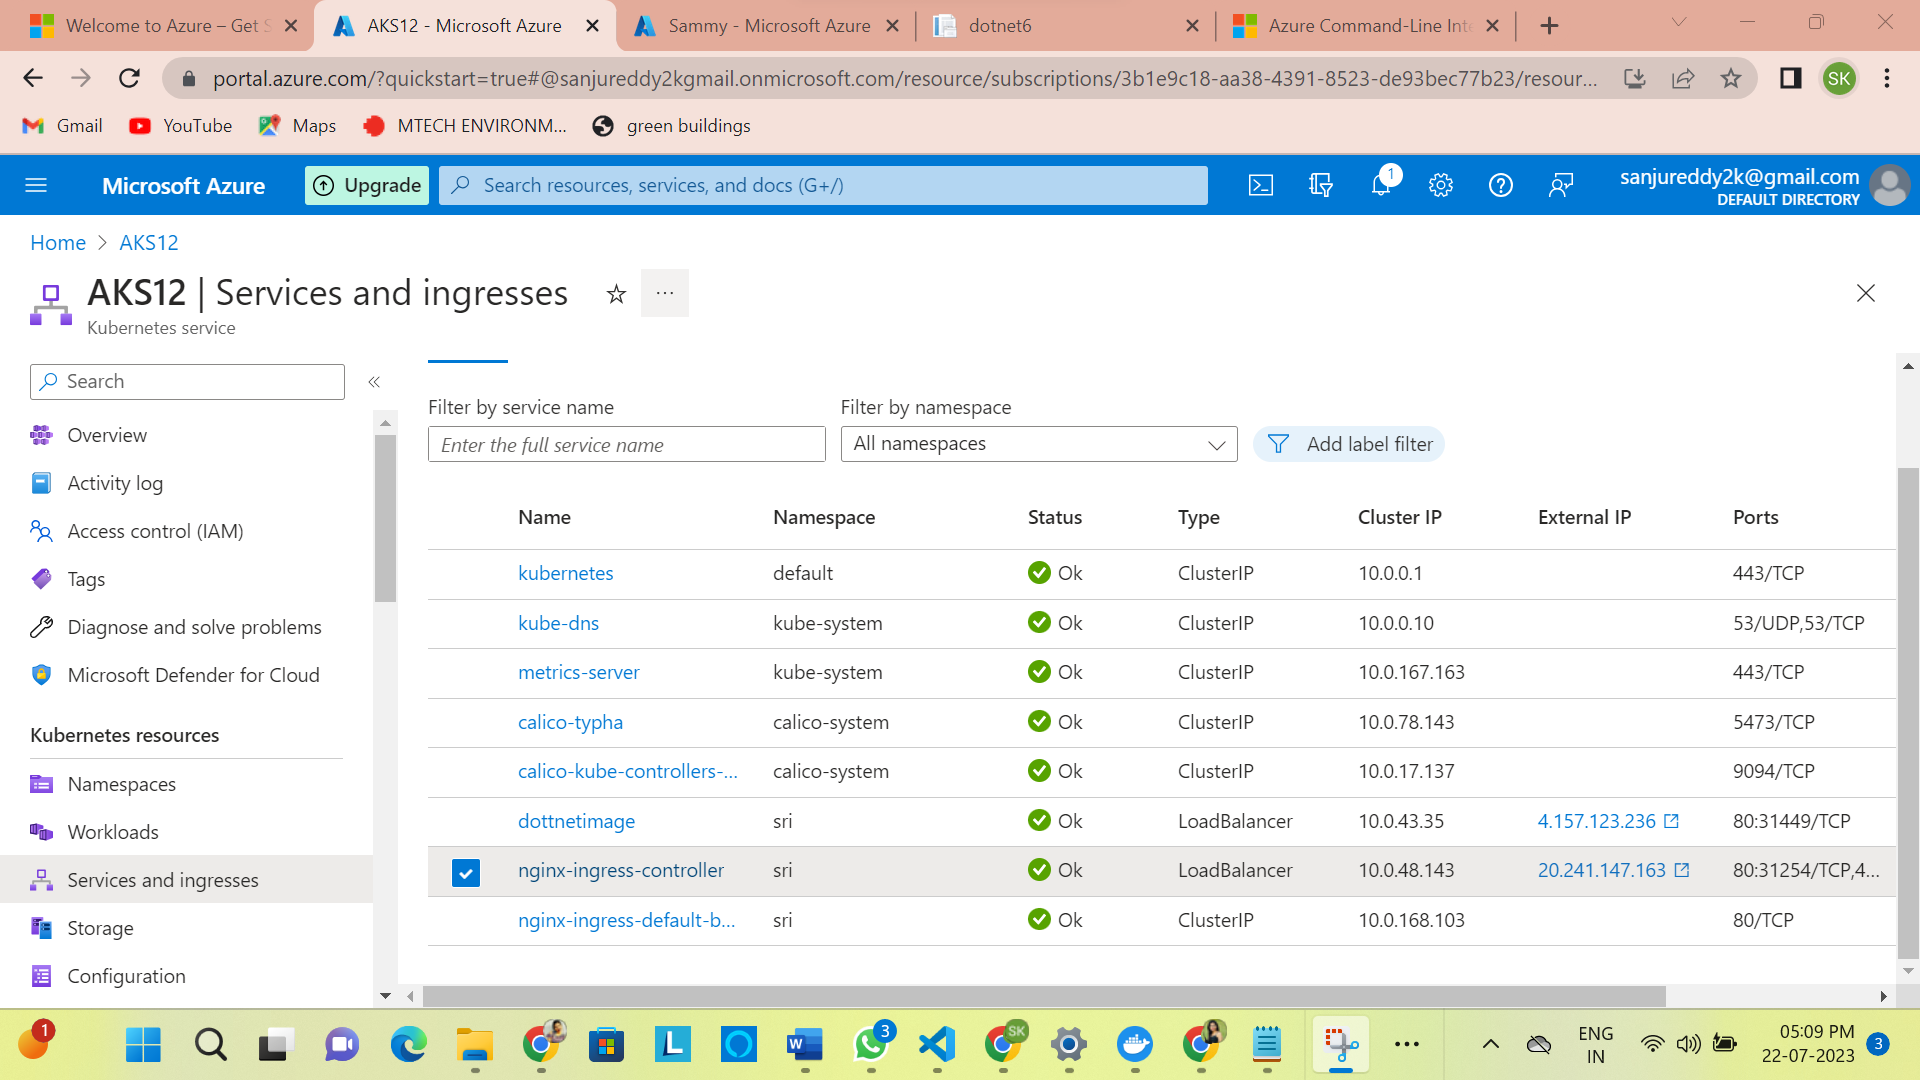 Welcome to Azure – Get S
AKS12 - Microsoft Azure
Sammy - Microsoft Azure
dotnet6
Azure Command-Line Inte
portal.azure.com/?quickstart=true#@sanjureddy2kgmail.onmicrosoft.com/resource/subscriptions/3b1e9c18-aa38-4391-8523-de93bec77b23/resour...
SK
Gmail
YouTube
Maps
MTECH ENVIRONM...
green buildings
Microsoft Azure
Upgrade
Search resources, services, and docs (G+/)
1
sanjureddy2k@gmail.com
DEFAULT DIRECTORY
Home > AKS12
AKS12 | Services and ingresses
...
Kubernetes service
Search
Overview
Activity log
Access control (IAM)
Tags
Diagnose and solve problems
Microsoft Defender for Cloud
Kubernetes resources
Namespaces
Workloads
Services and ingresses
Storage
Configuration
Filter by service name
Enter the full service name
Filter by namespace
All namespaces
Add label filter
Name Namespace Status Type Cluster IP External IP Ports
kubernetes default Ok ClusterIP 10.0.0.1 443/TCP
kube-dns kube-system Ok ClusterIP 10.0.0.10 53/UDP,53/TCP
metrics-server kube-system Ok ClusterIP 10.0.167.163 443/TCP
calico-typha calico-system Ok ClusterIP 10.0.78.143 5473/TCP
calico-kube-controllers-... calico-system Ok ClusterIP 10.0.17.137 9094/TCP
dottnetimage sri Ok LoadBalancer 10.0.43.35 4.157.123.236 80:31449/TCP
nginx-ingress-controller sri Ok LoadBalancer 10.0.48.143 20.241.147.163 80:31254/TCP,4...
nginx-ingress-default-b... sri Ok ClusterIP 10.0.168.103 80/TCP
1
L
W
3
SK
ENG
IN
05:09 PM
22-07-2023
3